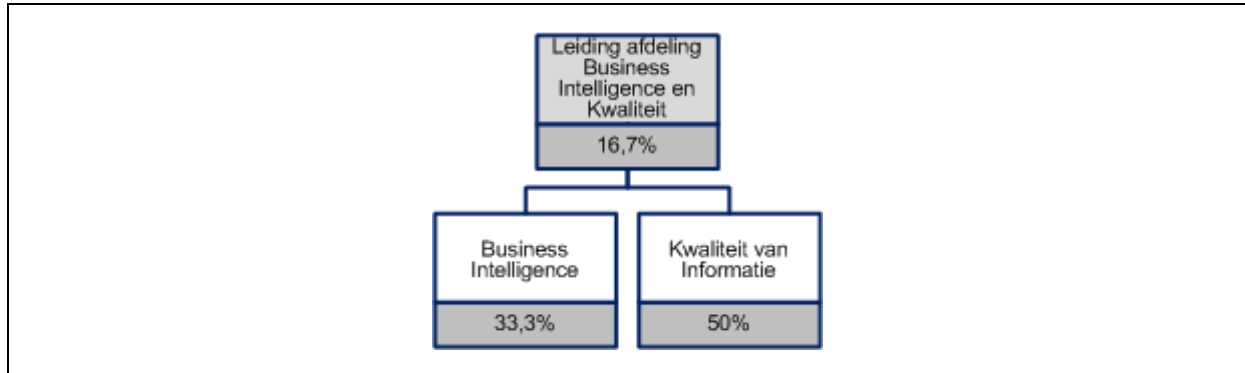 Leiding afdeling
Business
Intelligence en
Kwaliteit
16,7%
Business
Intelligence
33,3%
Kwaliteit van
Informatie
50%